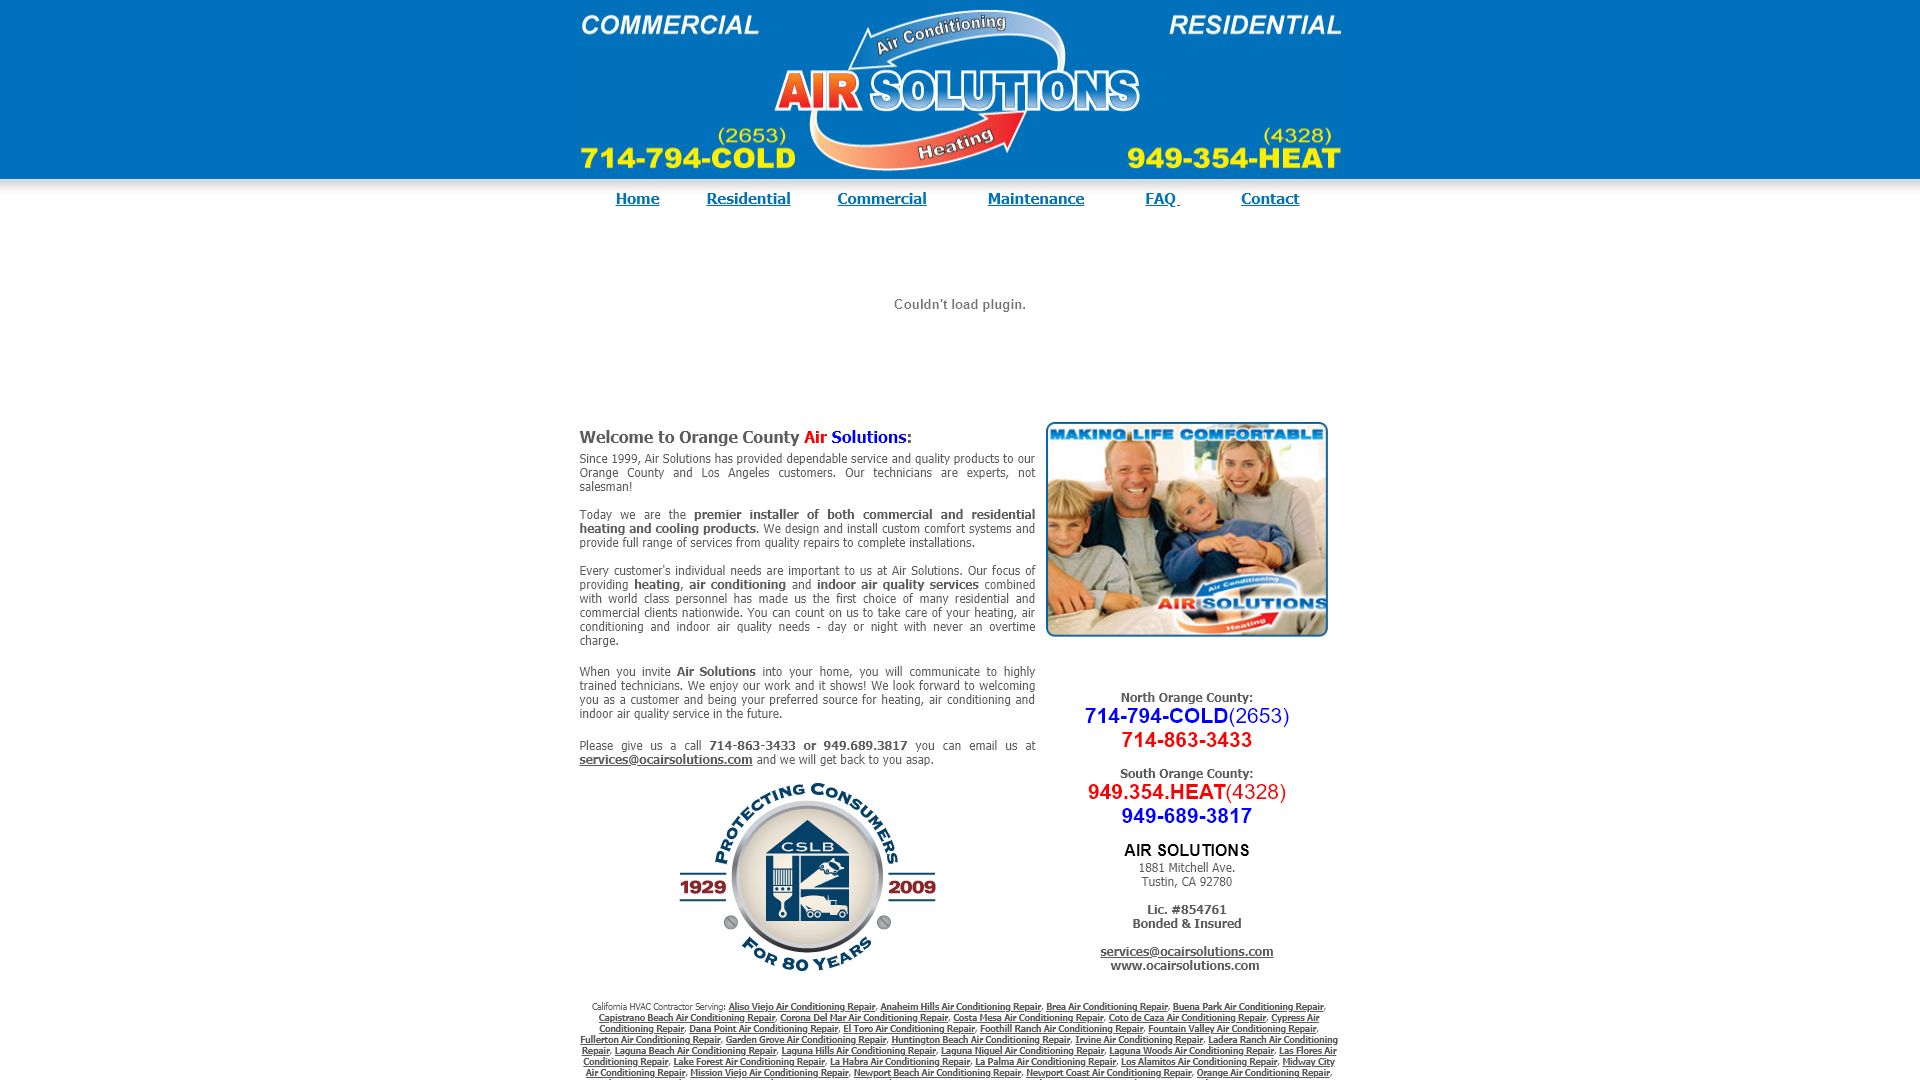 COMMERCIAL
RESIDENTIAL
Air Conditioning
AIR SOLUTIONS
Heating
(2653)
714-794-COLD
(4328)
949-354-HEAT
Home Residential Commercial Maintenance FAQ Contact
Couldn't load plugin.
Welcome to Orange County Air Solutions:
Since 1999, Air Solutions has provided dependable service and quality products to our
Orange County and Los Angeles customers. Our technicians are experts, not
salesman!
Today we are the premier installer of both commercial and residential
heating and cooling products. We design and install custom comfort systems and
provide full range of services from quality repairs to complete installations.
Every customer's individual needs are important to us at Air Solutions. Our focus of
providing heating, air conditioning and indoor air quality services combined
with world class personnel has made us the first choice of many residential and
commercial clients nationwide. You can count on us to take care of your heating, air
conditioning and indoor air quality needs - day or night with never an overtime
charge.
When you invite Air Solutions into your home, you will communicate to highly
trained technicians. We enjoy our work and it shows! We look forward to welcoming
you as a customer and being your preferred source for heating, air conditioning and
indoor air quality service in the future.
Please give us a call 714-863-3433 or 949.689.3817 you can email us at
services@ocairsolutions.com and we will get back to you asap.
PROTECTING CONSUMERS
CSLB
1929 2009
FOR 80 YEARS
MAKING LIFE COMFORTABLE
Air Conditioning
AIR SOLUTIONS
Heating
North Orange County:
714-794-COLD(2653)
714-863-3433
South Orange County:
949.354.HEAT(4328)
949-689-3817
AIR SOLUTIONS
1881 Mitchell Ave.
Tustin, CA 92780
Lic. #854761
Bonded & Insured
services@ocairsolutions.com
www.ocairsolutions.com
California HVAC Contractor Serving: Aliso Viejo Air Conditioning Repair, Anaheim Hills Air Conditioning Repair, Brea Air Conditioning Repair, Buena Park Air Conditioning Repair,
Capistrano Beach Air Conditioning Repair, Corona Del Mar Air Conditioning Repair, Costa Mesa Air Conditioning Repair, Coto de Caza Air Conditioning Repair, Cypress Air
Conditioning Repair, Dana Point Air Conditioning Repair, El Toro Air Conditioning Repair, Foothill Ranch Air Conditioning Repair, Fountain Valley Air Conditioning Repair,
Fullerton Air Conditioning Repair, Garden Grove Air Conditioning Repair, Huntington Beach Air Conditioning Repair, Irvine Air Conditioning Repair, Ladera Ranch Air Conditioning
Repair, Laguna Beach Air Conditioning Repair, Laguna Hills Air Conditioning Repair, Laguna Niguel Air Conditioning Repair, Laguna Woods Air Conditioning Repair, Las Flores Air
Conditioning Repair, Lake Forest Air Conditioning Repair, La Habra Air Conditioning Repair, La Palma Air Conditioning Repair, Los Alamitos Air Conditioning Repair, Midway City
Air Conditioning Repair, Mission Viejo Air Conditioning Repair, Newport Beach Air Conditioning Repair, Newport Coast Air Conditioning Repair, Orange Air Conditioning Repair,